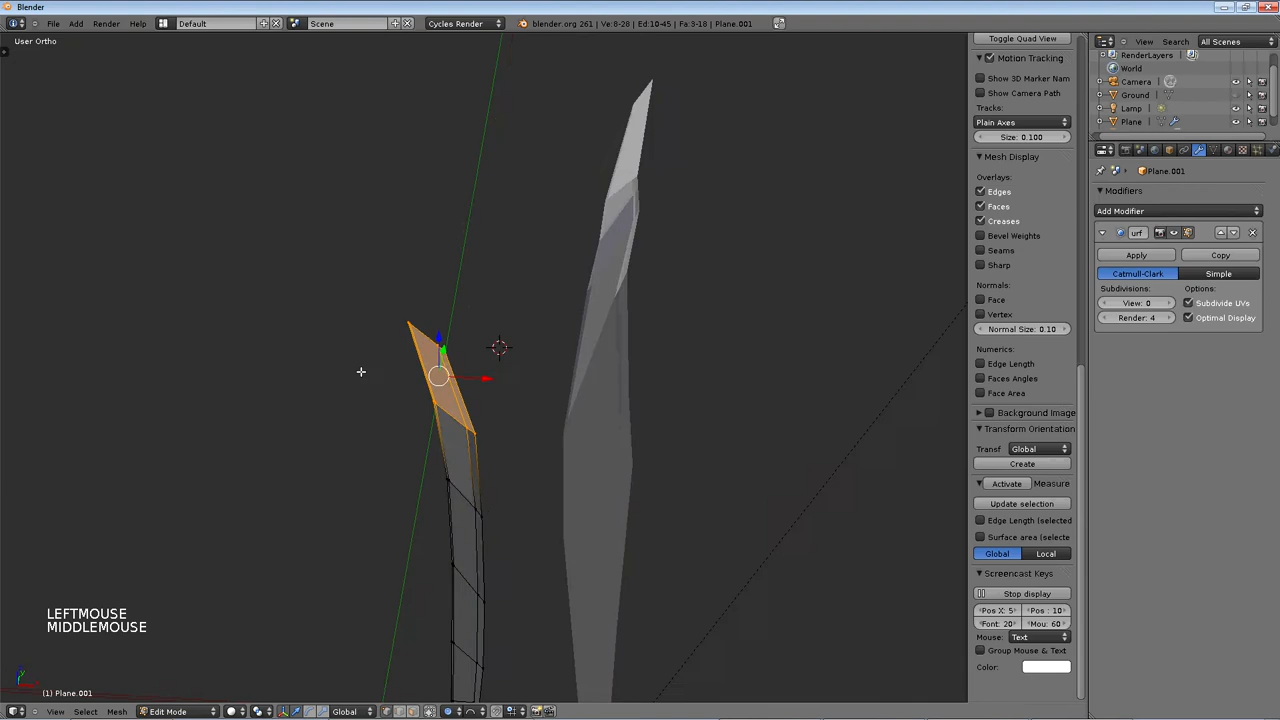 Blender
File Add Render Window Help Default Scene Cycles Render blender.org 261 | Ve:8-28 | Ed:10-45 | Fa:3-18 | Plane.001
User Ortho
Toggle Quad View
Motion Tracking
Show 3D Marker Nam
Show Camera Path
Tracks:
Plain Axes
Size: 0.100
Mesh Display
Overlays:
Edges
Faces
Creases
Bevel Weights
Seams
Sharp
Normals:
Face
Vertex
Normal Size: 0.10
Numerics:
Edge Length
Faces Angles
Face Area
Background Image
Transform Orientation
Transf Global
Create
Activate Measure
Update selection
Edge Length (selected
Surface area (selecte
Global Local
Screencast Keys
Stop display
Pos X: 5 Pos : 10
Font: 20 Mou: 60
Mouse: Text
Group Mouse & Text
Color:
View Search All Scenes
RenderLayers
World
Camera
Ground
Lamp
Plane
Plane.001
Modifiers
Add Modifier
urf
Apply Copy
Catmull-Clark Simple
Subdivisions: Options:
View: 0 Subdivide UVs
Render: 4 Optimal Display
LEFTMOUSE
MIDDLEMOUSE
(1) Plane.001
View Select Mesh Edit Mode Global